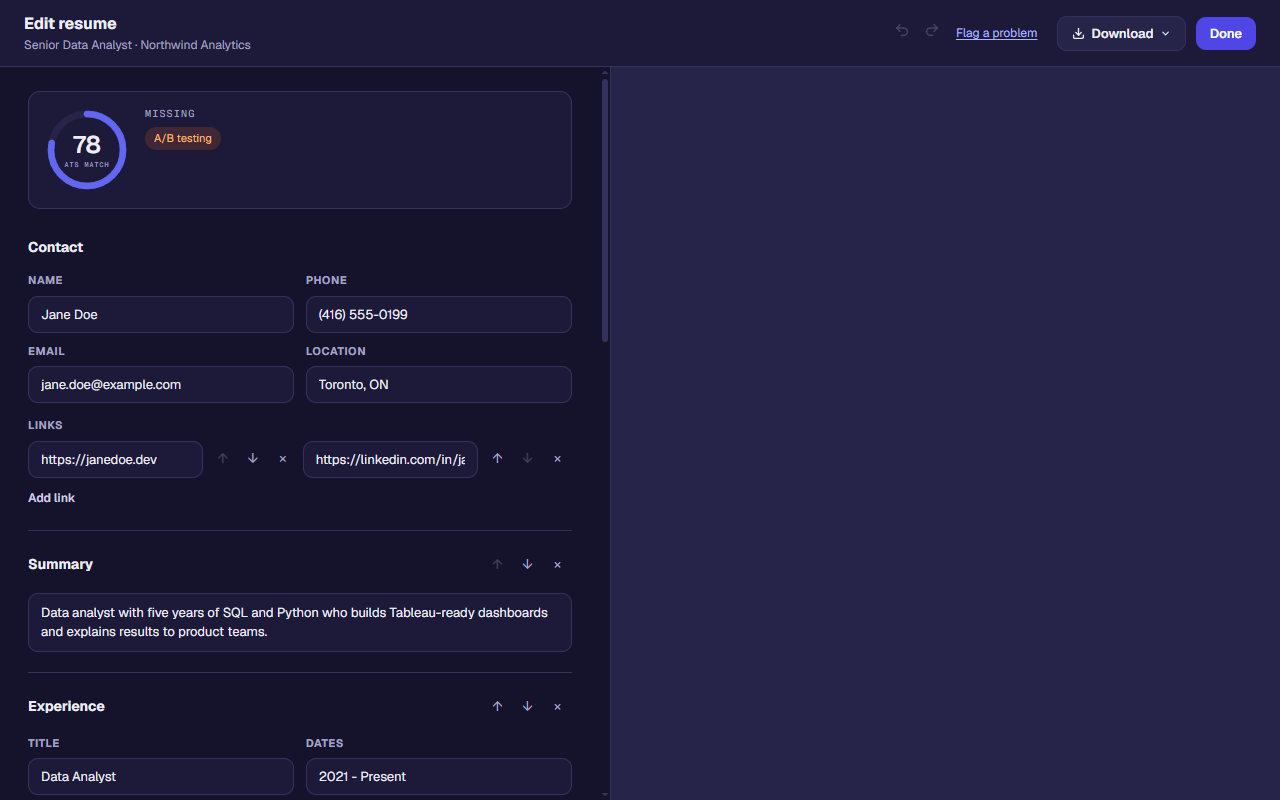 Edit resume
Senior Data Analyst · Northwind Analytics
Flag a problem
Download
Done
78
ATS MATCH
MISSING
A/B testing
Contact
NAME
PHONE
Jane Doe
(416) 555-0199
EMAIL
LOCATION
jane.doe@example.com
Toronto, ON
LINKS
https://janedoe.dev
https://linkedin.com/in/ja
Add link
Summary
Data analyst with five years of SQL and Python who builds Tableau-ready dashboards
and explains results to product teams.
Experience
TITLE
DATES
Data Analyst
2021 - Present